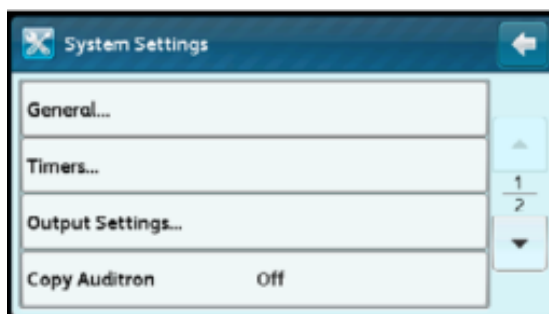 System Settings
General...
Timers...
1
2
Output Settings...
Copy Auditron Off